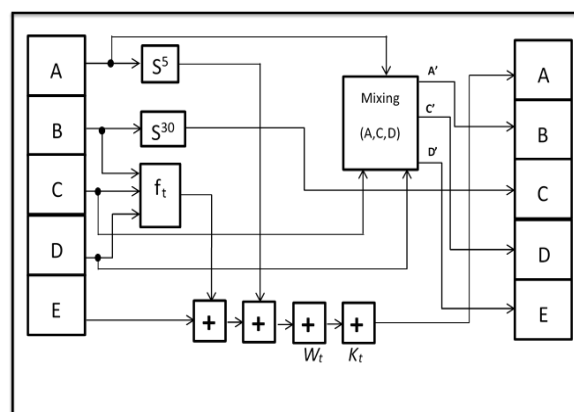 A
B
C
D
E
S⁵
S³⁰
fₜ
Mixing
(A,C,D)
A'
C'
D'
+
+
+
+
Wₜ
Kₜ
A
B
C
D
E